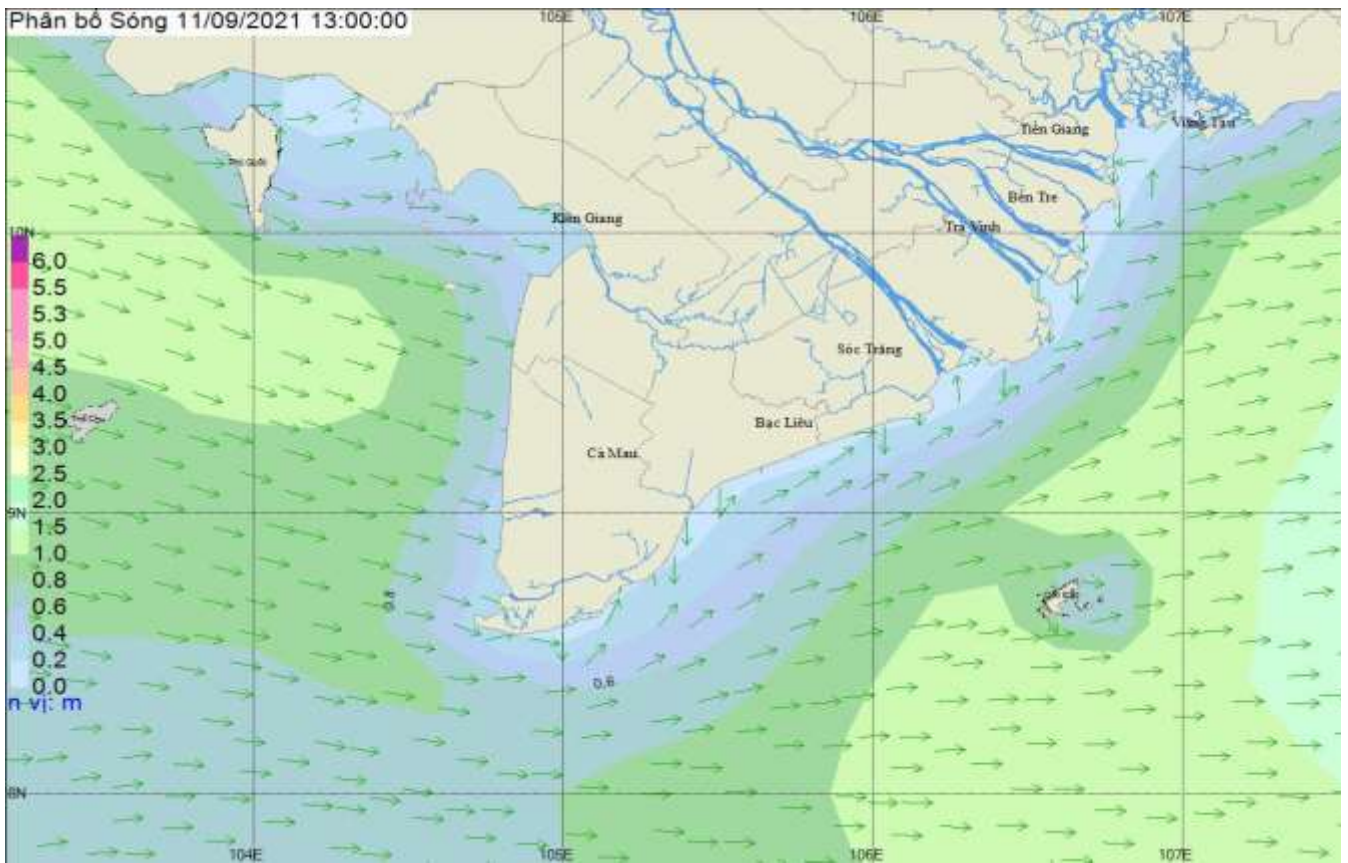 Phân bố Sóng 11/09/2021 13:00:00
105E
106E
107E
Tiền Giang
Vũng Tàu
Bến Tre
Kiên Giang
Trà Vinh
10N
6.0
5.5
5.3
5.0
4.5
4.0
3.5
3.0
2.5
2.0
1.5
1.0
0.8
0.6
0.4
0.2
0.0
n vị: m
Sóc Trăng
Bạc Liêu
Cà Mau
9N
0.8
0.6
8N
104E
105E
106E
107E